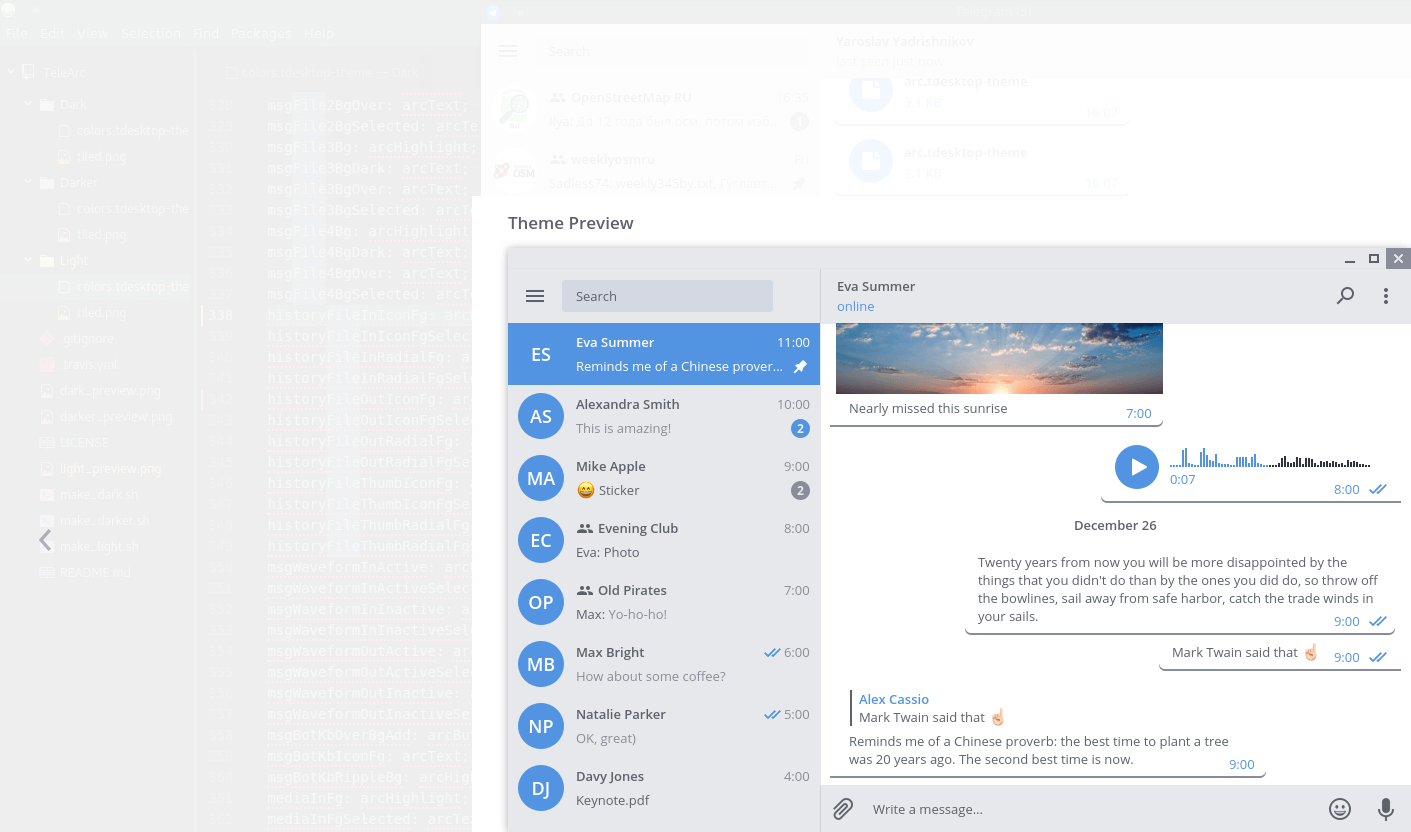 File Edit View Selection Find Packages Help
TeleArc
colors.tdesktop-theme — Dark
Dark
colors.tdesktop-the
tiled.png
Darker
colors.tdesktop-the
tiled.png
Light
colors.tdesktop-the
tiled.png
.gitignore
.travis.yml
dark_preview.png
darker_preview.png
LICENSE
light_preview.png
make_dark.sh
make_darker.sh
make_light.sh
README.md
msgFile2BgOver: arcText;
msgFile2BgSelected: arcTe
msgFile3Bg: arcHighlight;
msgFile3BgDark: arcText;
msgFile3BgOver: arcText;
msgFile3BgSelected: arcTe
msgFile4Bg: arcHighlight
msgFile4BgDark: arcText;
msgFile4BgOver: arcText;
msgFile4BgSelected: arcTe
338 historyFileInIconFg: arc
historyFileInIconFgSelec
historyFileInRadialFg: a
historyFileInRadialFgSel
historyFileOutIconFg: ar
historyFileOutIconFgSele
historyFileOutRadialFg:
historyFileOutRadialFgSe
historyFileThumbIconFg:
historyFileThumbIconFgSe
historyFileThumbRadialFg
historyFileThumbRadialFg
msgWaveformInActive: arc
msgWaveformInActiveSelec
msgWaveformInInactive: a
msgWaveformInInactiveSel
msgWaveformOutActive: ar
msgWaveformOutActiveSele
msgWaveformOutInactive:
msgWaveformOutInactiveSe
msgBotKbOverBgAdd: arcBu
msgBotKbIconFg: arcText;
msgBotKbRippleBg: arcHig
mediaInFg: arcHighlight;
mediaInFgSelected: arcTex
Search
OpenStreetMap RU 16:35
Ilya: До 12 года был осм, потом изб... 1
weeklyosmru Fri
Sadless74 weekly345by.txt,
Yaroslav Yadrishnikov
last seen just now
arc.tdesktop-theme
3.1 KB
16:07
arc.tdesktop-theme
3.1 KB
16:07
Theme Preview
Search
ES Eva Summer 11:00
Reminds me of a Chinese prover...
AS Alexandra Smith 10:00
This is amazing! 2
MA Mike Apple 9:00
😄 Sticker 2
EC Evening Club 8:00
Eva: Photo
OP Old Pirates 7:00
Max: Yo-ho-ho!
MB Max Bright 6:00
How about some coffee?
NP Natalie Parker 5:00
OK, great)
DJ Davy Jones 4:00
Keynote.pdf
Eva Summer
online
Nearly missed this sunrise
7:00
0:07
8:00
December 26
Twenty years from now you will be more disappointed by the
things that you didn't do than by the ones you did do, so throw off
the bowlines, sail away from safe harbor, catch the trade winds in
your sails.
9:00
Mark Twain said that ☝🏻 9:00
Alex Cassio
Mark Twain said that ☝🏻
Reminds me of a Chinese proverb: the best time to plant a tree
was 20 years ago. The second best time is now.
9:00
Write a message...